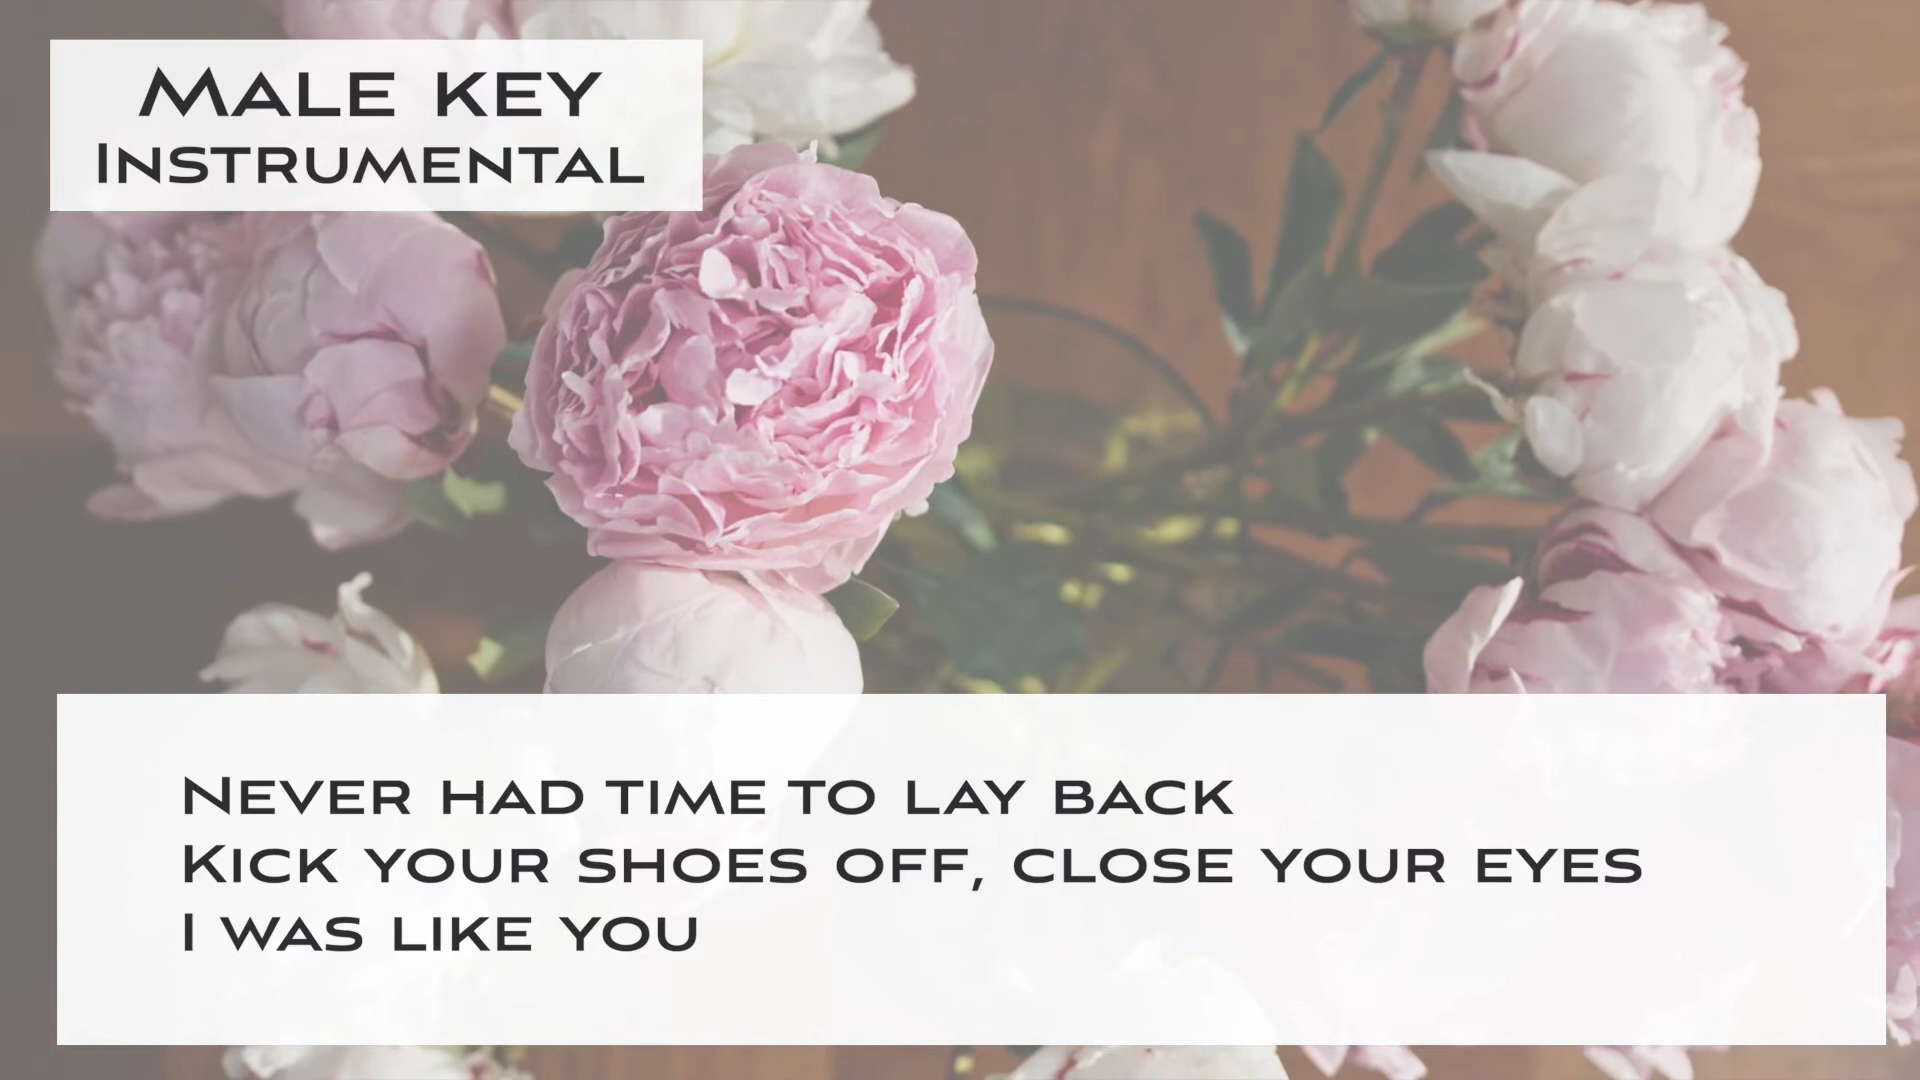 Male key
Instrumental
Never had time to lay back
Kick your shoes off, close your eyes
I was like you